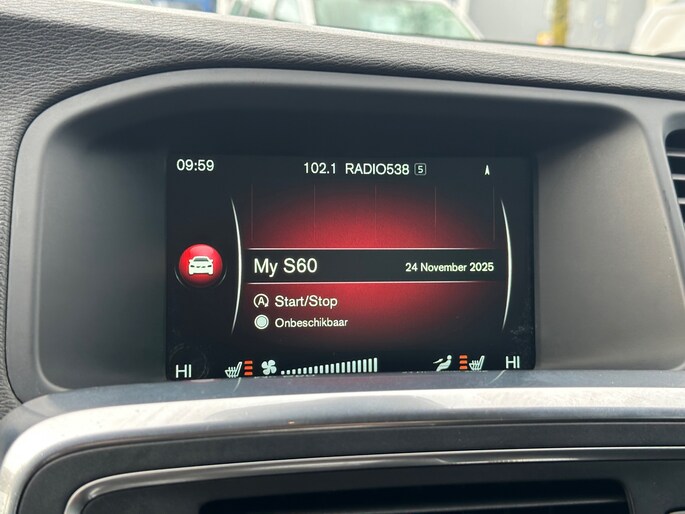 09:59
102.1 RADIO538 5
My S60
24 November 2025
A Start/Stop
Onbeschikbaar
HI
HI